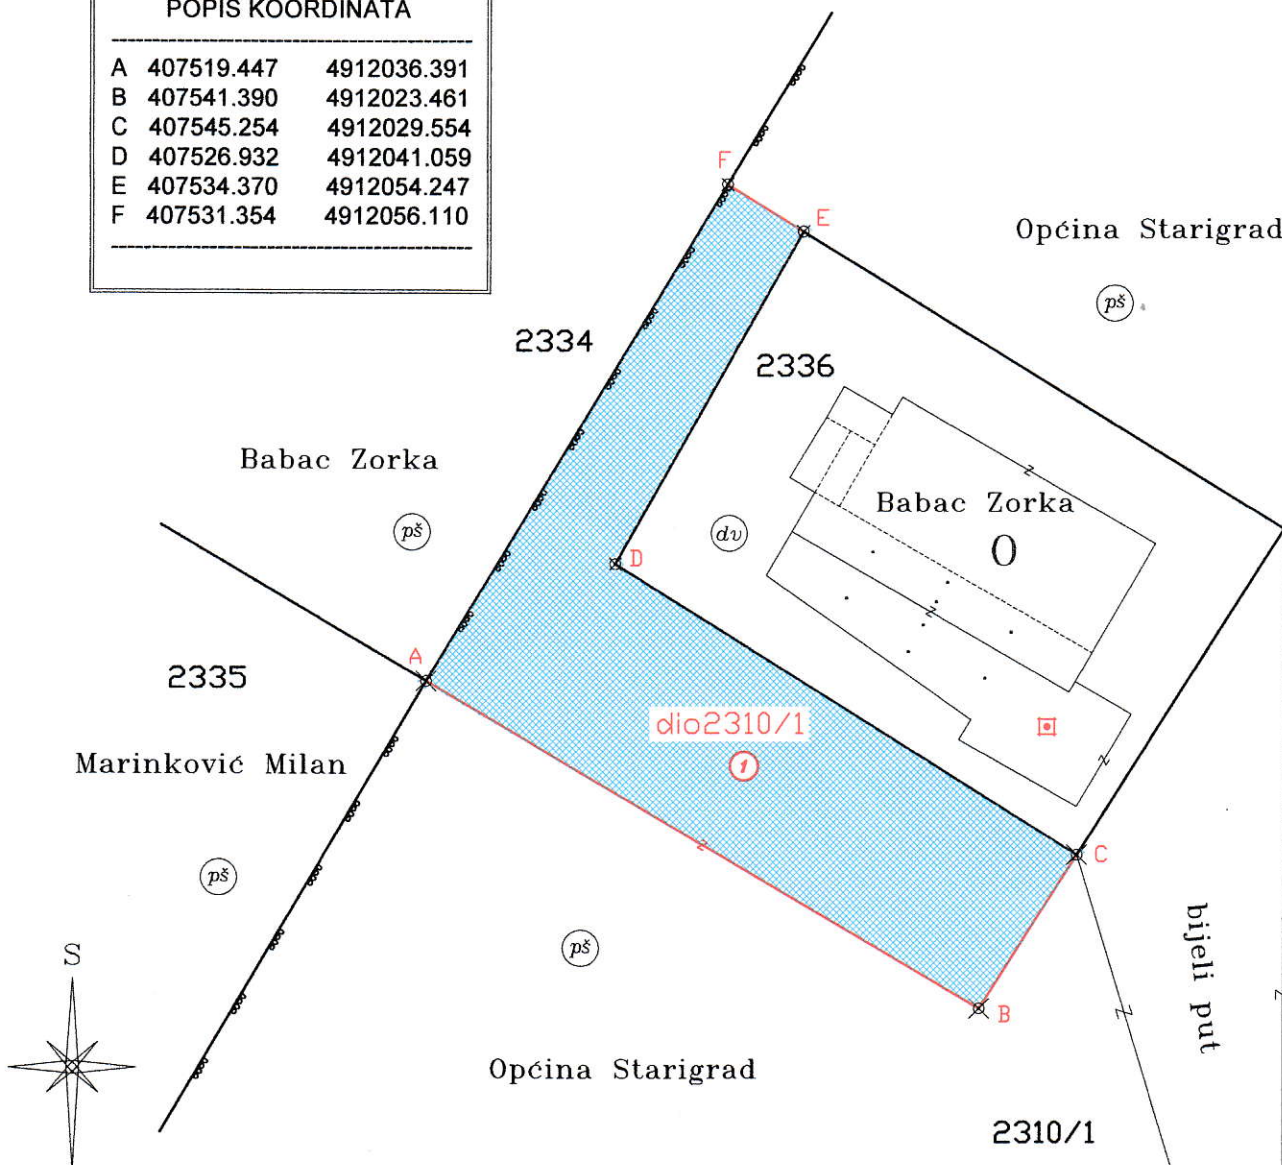 POPIS KOORDINATA
A 407519.447 4912036.391
B 407541.390 4912023.461
C 407545.254 4912029.554
D 407526.932 4912041.059
E 407534.370 4912054.247
F 407531.354 4912056.110
F
E
Općina Starigrad
pš
2334
2336
Babac Zorka
pš
Babac Zorka
O
dv
D
A
2335
dio2310/1
1
Marinković Milan
C
pš
pš
bijeli put
S
B
Općina Starigrad
2310/1